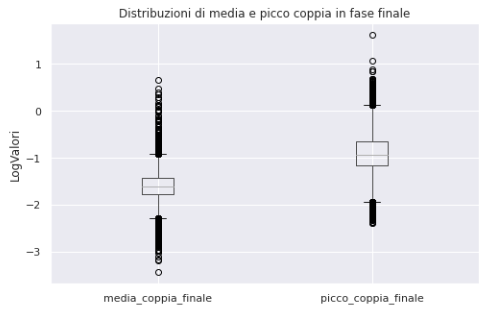 Distribuzioni di media e picco coppia in fase finale
LogValori
1
0
−1
−2
−3
media_coppia_finale
picco_coppia_finale